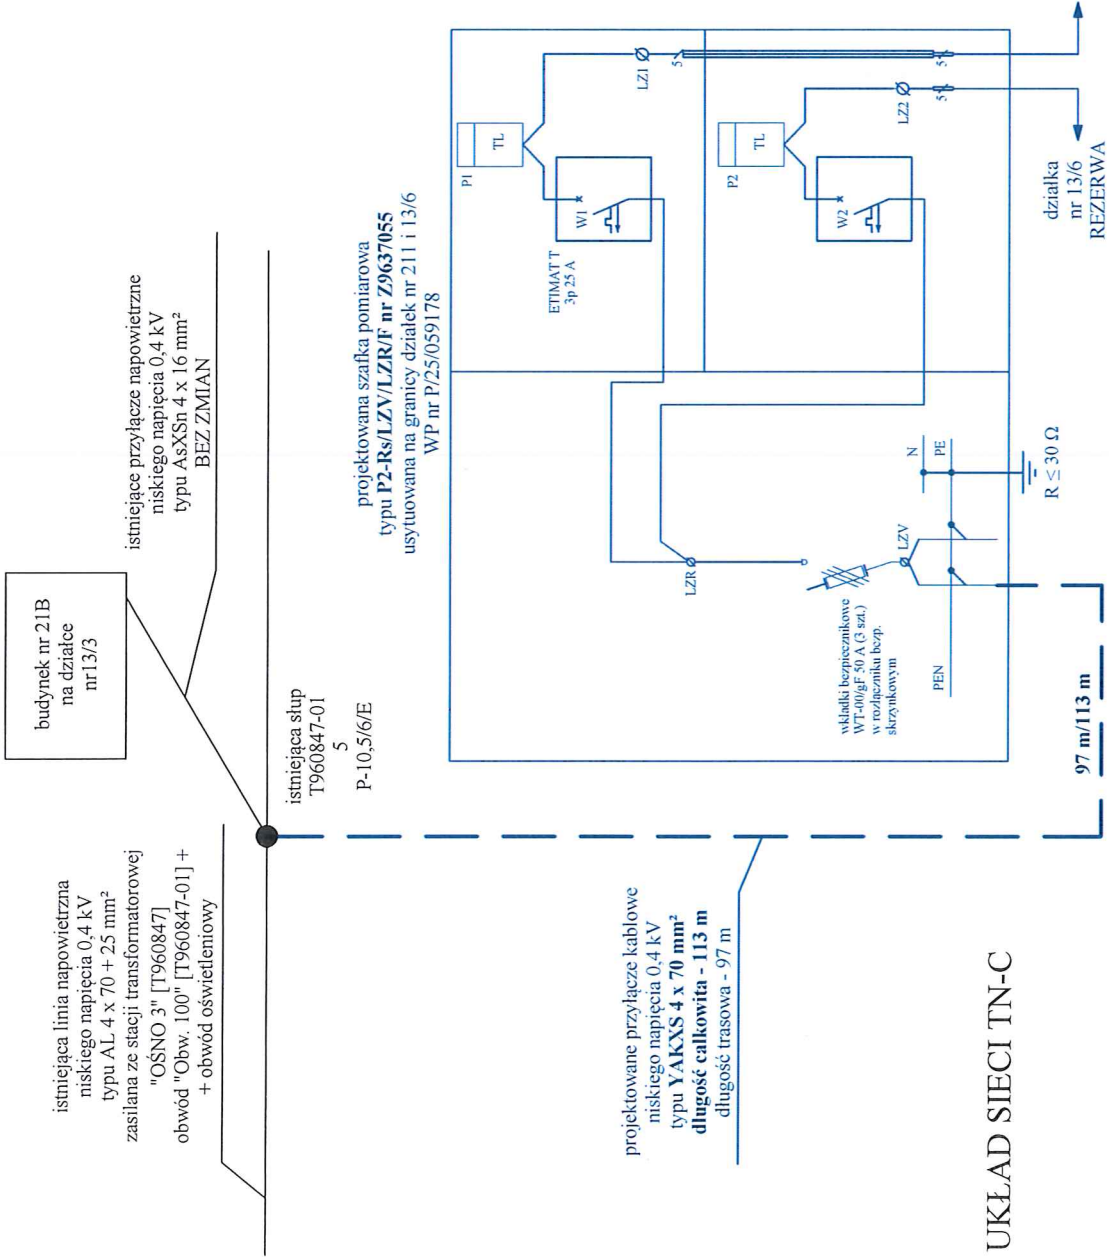 budynek nr 21B
na działce
nr13/3
istniejące przyłącze napowietrzne
niskiego napięcia 0,4 kV
typu AsXSn 4 x 16 mm²
BEZ ZMIAN
istniejąca linia napowietrzna
niskiego napięcia 0,4 kV
typu AL 4 x 70 + 25 mm²
zasilana ze stacji transformatorowej
"OŚNO 3" [T960847]
obwód "Obw. 100" [T960847-01] +
+ obwód oświetleniowy
istniejąca słup
T960847-01
5
P-10,5/6/E
projektowana szafka pomiarowa
typu P2-Rs/LZV/LZR/F nr Z9637055
usytuowana na granicy działek nr 211 i 13/6
WP nr P/25/059178
P1
TL
LZ1
5
5
W1
ETIMAT T
3p 25 A
P2
TL
LZ2
5
W2
LZR
LZV
wkładki bezpiecznikowe
WT-00/gF 50 A (3 szt.)
w rozłączniku bezp.
skrzynkowym
PEN
N
PE
R ≤ 30 Ω
działka
nr 13/6
REZERWA
97 m/113 m
projektowane przyłącze kablowe
niskiego napięcia 0,4 kV
typu YAKXS 4 x 70 mm²
długość całkowita - 113 m
długość trasowa - 97 m
UKŁAD SIECI TN-C